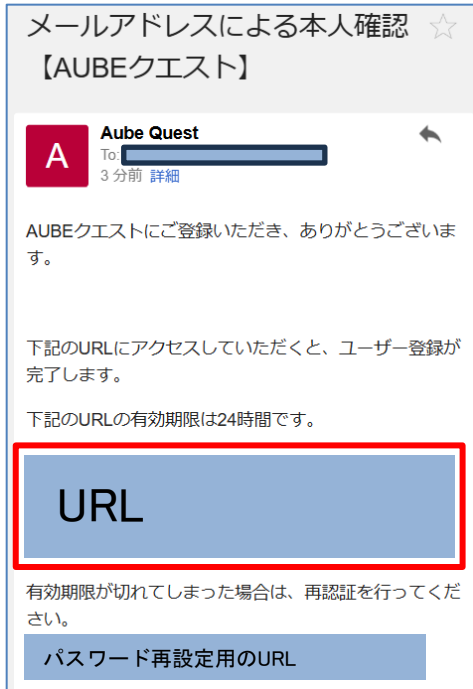 メールアドレスによる本人確認
【AUBEクエスト】
A
Aube Quest
To:
3 分前 詳細
AUBEクエストにご登録いただき、ありがとうございま
す。
下記のURLにアクセスしていただくと、ユーザー登録が
完了します。
下記のURLの有効期限は24時間です。
URL
有効期限が切れてしまった場合は、再認証を行ってくだ
さい。
パスワード再設定用のURL